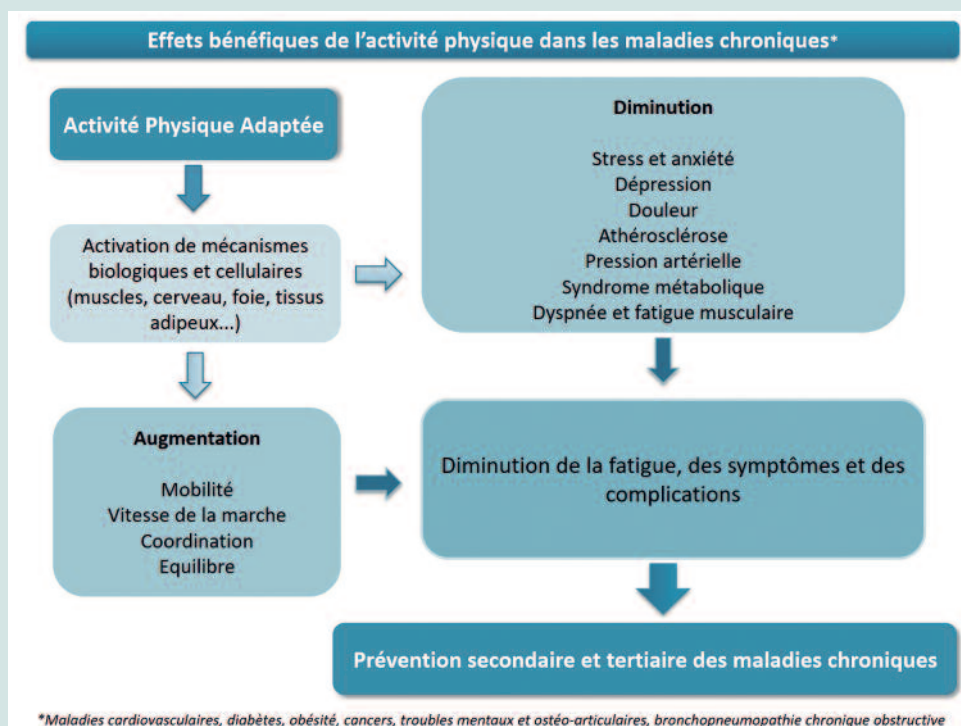 Effets bénéfiques de l'activité physique dans les maladies chroniques*
Activité Physique Adaptée
Activation de mécanismes
biologiques et cellulaires
(muscles, cerveau, foie, tissus
adipeux...)
Diminution
Stress et anxiété
Dépression
Douleur
Athérosclérose
Pression artérielle
Syndrome métabolique
Dyspnée et fatigue musculaire
Augmentation
Mobilité
Vitesse de la marche
Coordination
Equilibre
Diminution de la fatigue, des symptômes et des
complications
Prévention secondaire et tertiaire des maladies chroniques
*Maladies cardiovasculaires, diabètes, obésité, cancers, troubles mentaux et ostéo-articulaires, bronchopneumopathie chronique obstructive